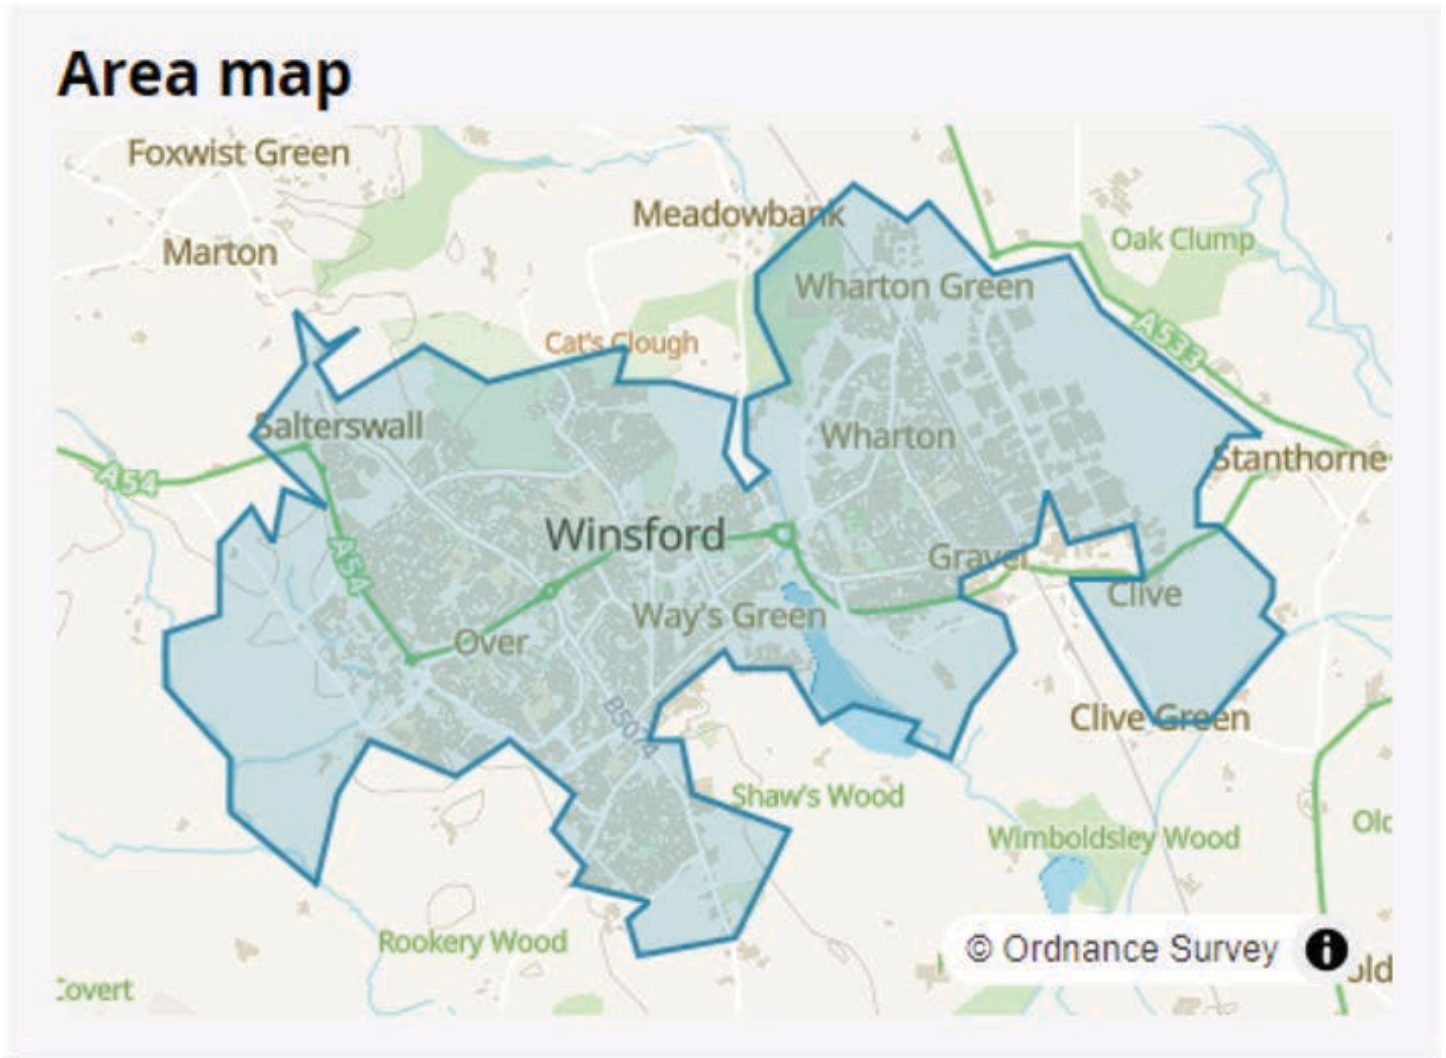 Area map
Foxwist Green
Meadowbank
Marton
Oak Clump
Wharton Green
Cat's Clough
A533
Salterswall
Wharton
Stanthorne
A54
Winsford
A54
Gravel
Clive
Way's Green
Over
B5074
Clive Green
Shaw's Wood
Wimboldsley Wood
Rookery Wood
© Ordnance Survey
Covert